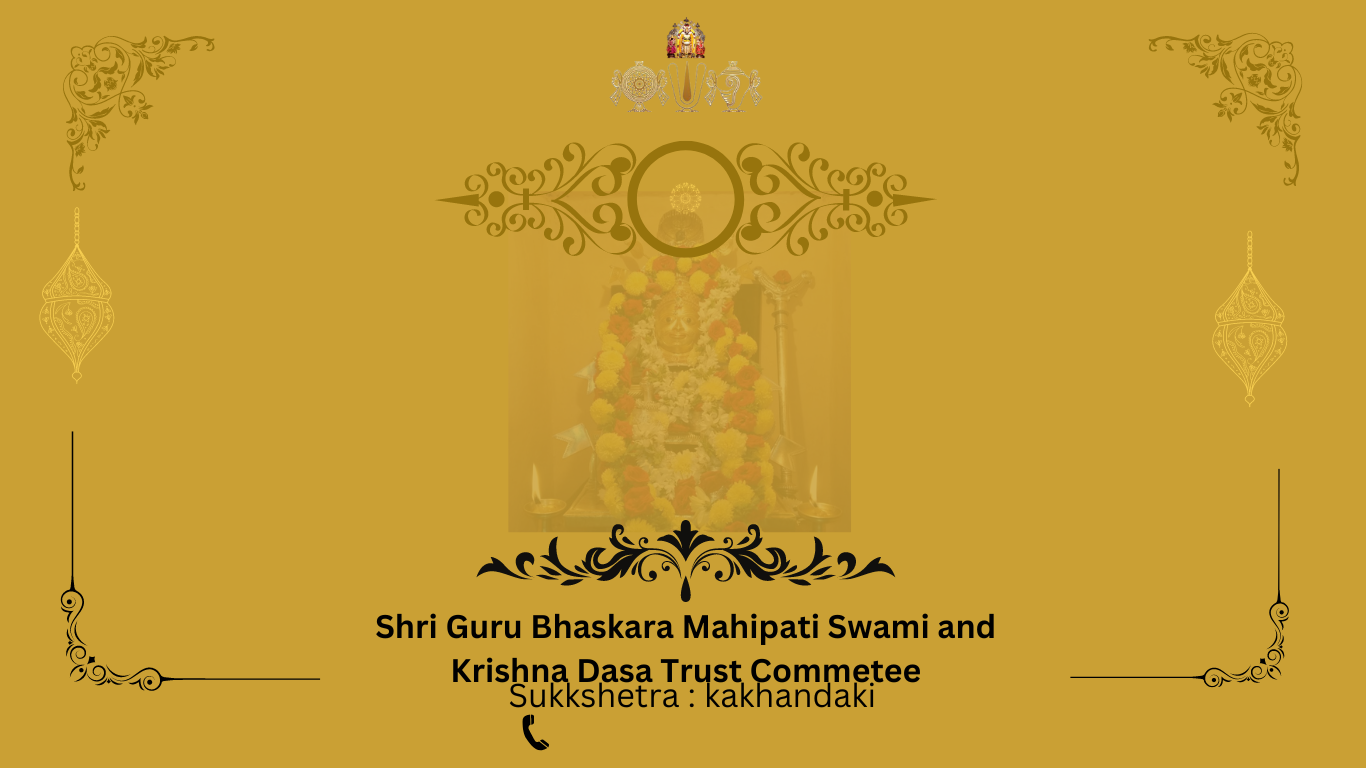 Shri Guru Bhaskara Mahipati Swami and
Krishna Dasa Trust Commetee
Sukkshetra : kakhandaki